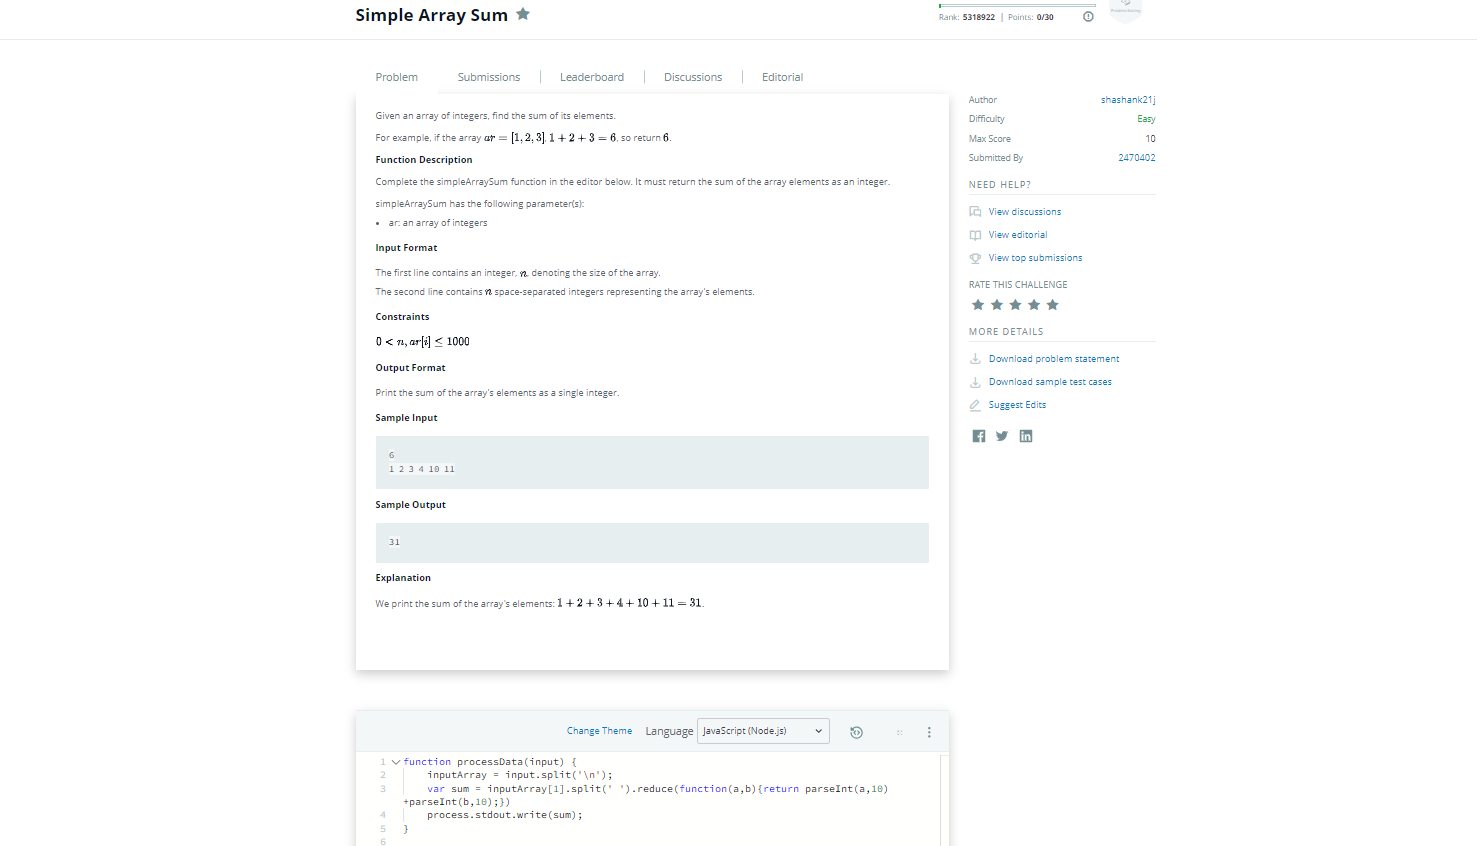 Simple Array Sum
Rank: 5318922 | Points: 0/30
Problem Submissions Leaderboard Discussions Editorial
Given an array of integers, find the sum of its elements.
For example, if the array ar = [1, 2, 3], 1 + 2 + 3 = 6, so return 6.
Function Description
Complete the simpleArraySum function in the editor below. It must return the sum of the array elements as an integer.
simpleArraySum has the following parameter(s):
• ar: an array of integers
Input Format
The first line contains an integer, n, denoting the size of the array.
The second line contains n space-separated integers representing the array's elements.
Constraints
0 < n, ar[i] ≤ 1000
Output Format
Print the sum of the array's elements as a single integer.
Sample Input
6
1 2 3 4 10 11
Sample Output
31
Explanation
We print the sum of the array's elements: 1 + 2 + 3 + 4 + 10 + 11 = 31.
Author shashank21j
Difficulty Easy
Max Score 10
Submitted By 2470402
NEED HELP?
View discussions
View editorial
View top submissions
RATE THIS CHALLENGE
MORE DETAILS
Download problem statement
Download sample test cases
Suggest Edits
Change Theme Language JavaScript (Node.js)
1 function processData(input) {
2 inputArray = input.split('\n');
3 var sum = inputArray[1].split(' ').reduce(function(a,b){return parseInt(a,10)
+parseInt(b,10);})
4 process.stdout.write(sum);
5 }
6